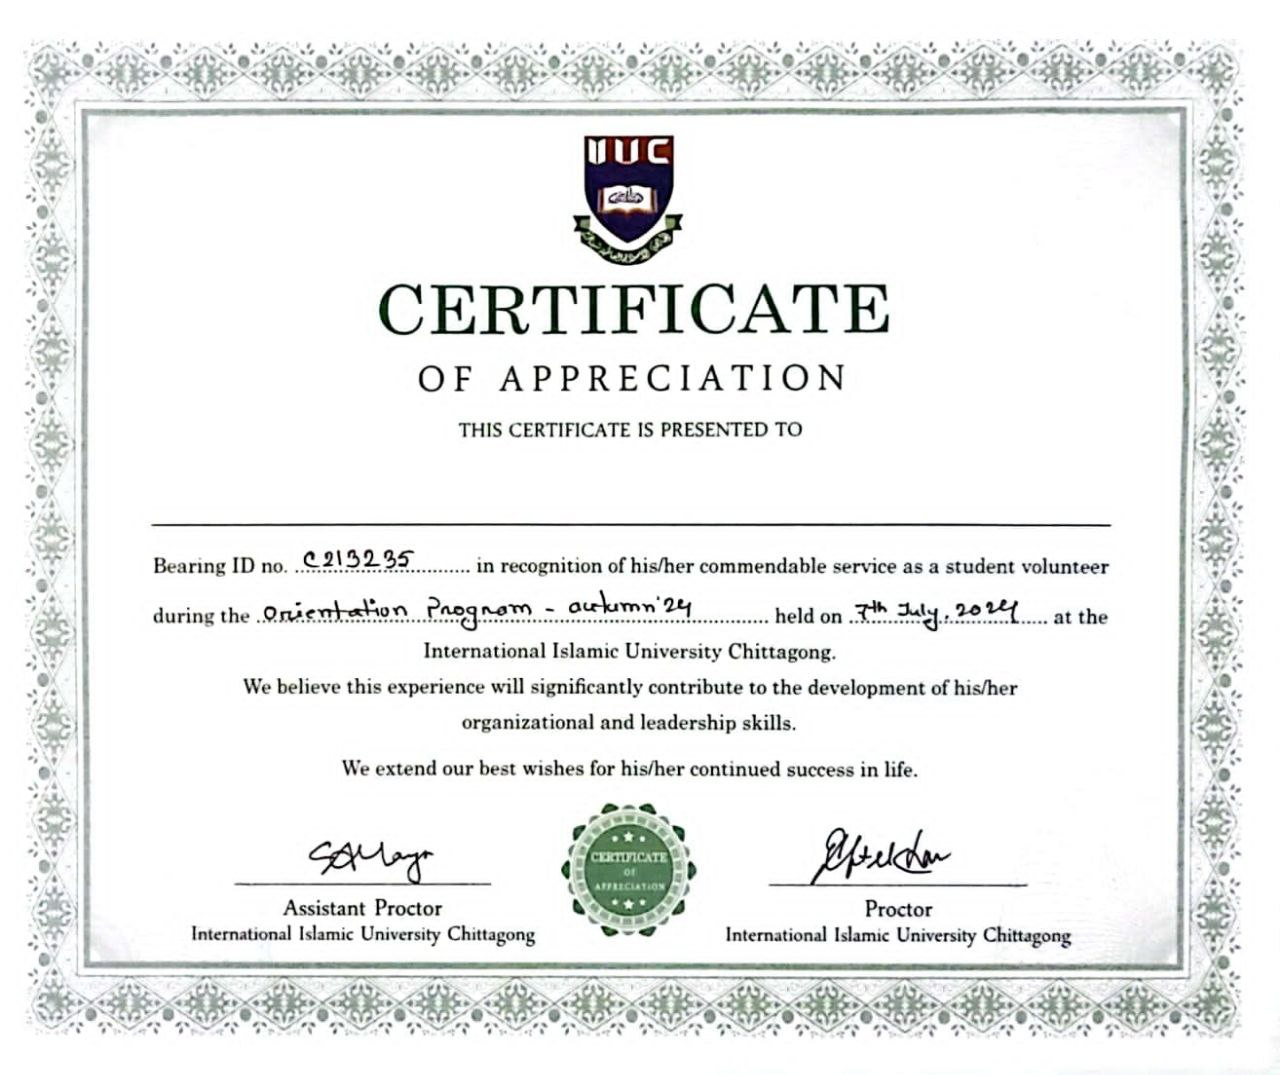 IIUC
CERTIFICATE
OF APPRECIATION
THIS CERTIFICATE IS PRESENTED TO
Bearing ID no. C213235 in recognition of his/her commendable service as a student volunteer
during the Orientation Program - autumn'24 held on 7th July, 2024 at the
International Islamic University Chittagong.
We believe this experience will significantly contribute to the development of his/her
organizational and leadership skills.
We extend our best wishes for his/her continued success in life.
CERTIFICATE
OF
APPRECIATION
Assistant Proctor
International Islamic University Chittagong
Proctor
International Islamic University Chittagong